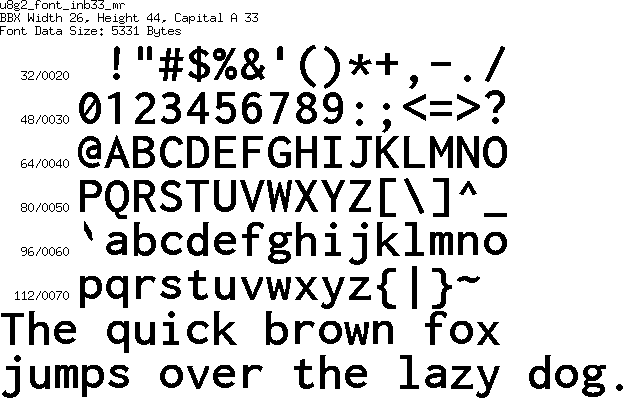 u8g2_font_inb33_mr
BBX Width 26, Height 44, Capital A 33
Font Data Size: 5331 Bytes
32/0020 !"#$%&'()*+,-./
48/0030 0123456789:;<=>?
64/0040 @ABCDEFGHIJKLMNO
80/0050 PQRSTUVWXYZ[\]^_
96/0060 `abcdefghijklmno
112/0070 pqrstuvwxyz{|}~
The quick brown fox
jumps over the lazy dog.